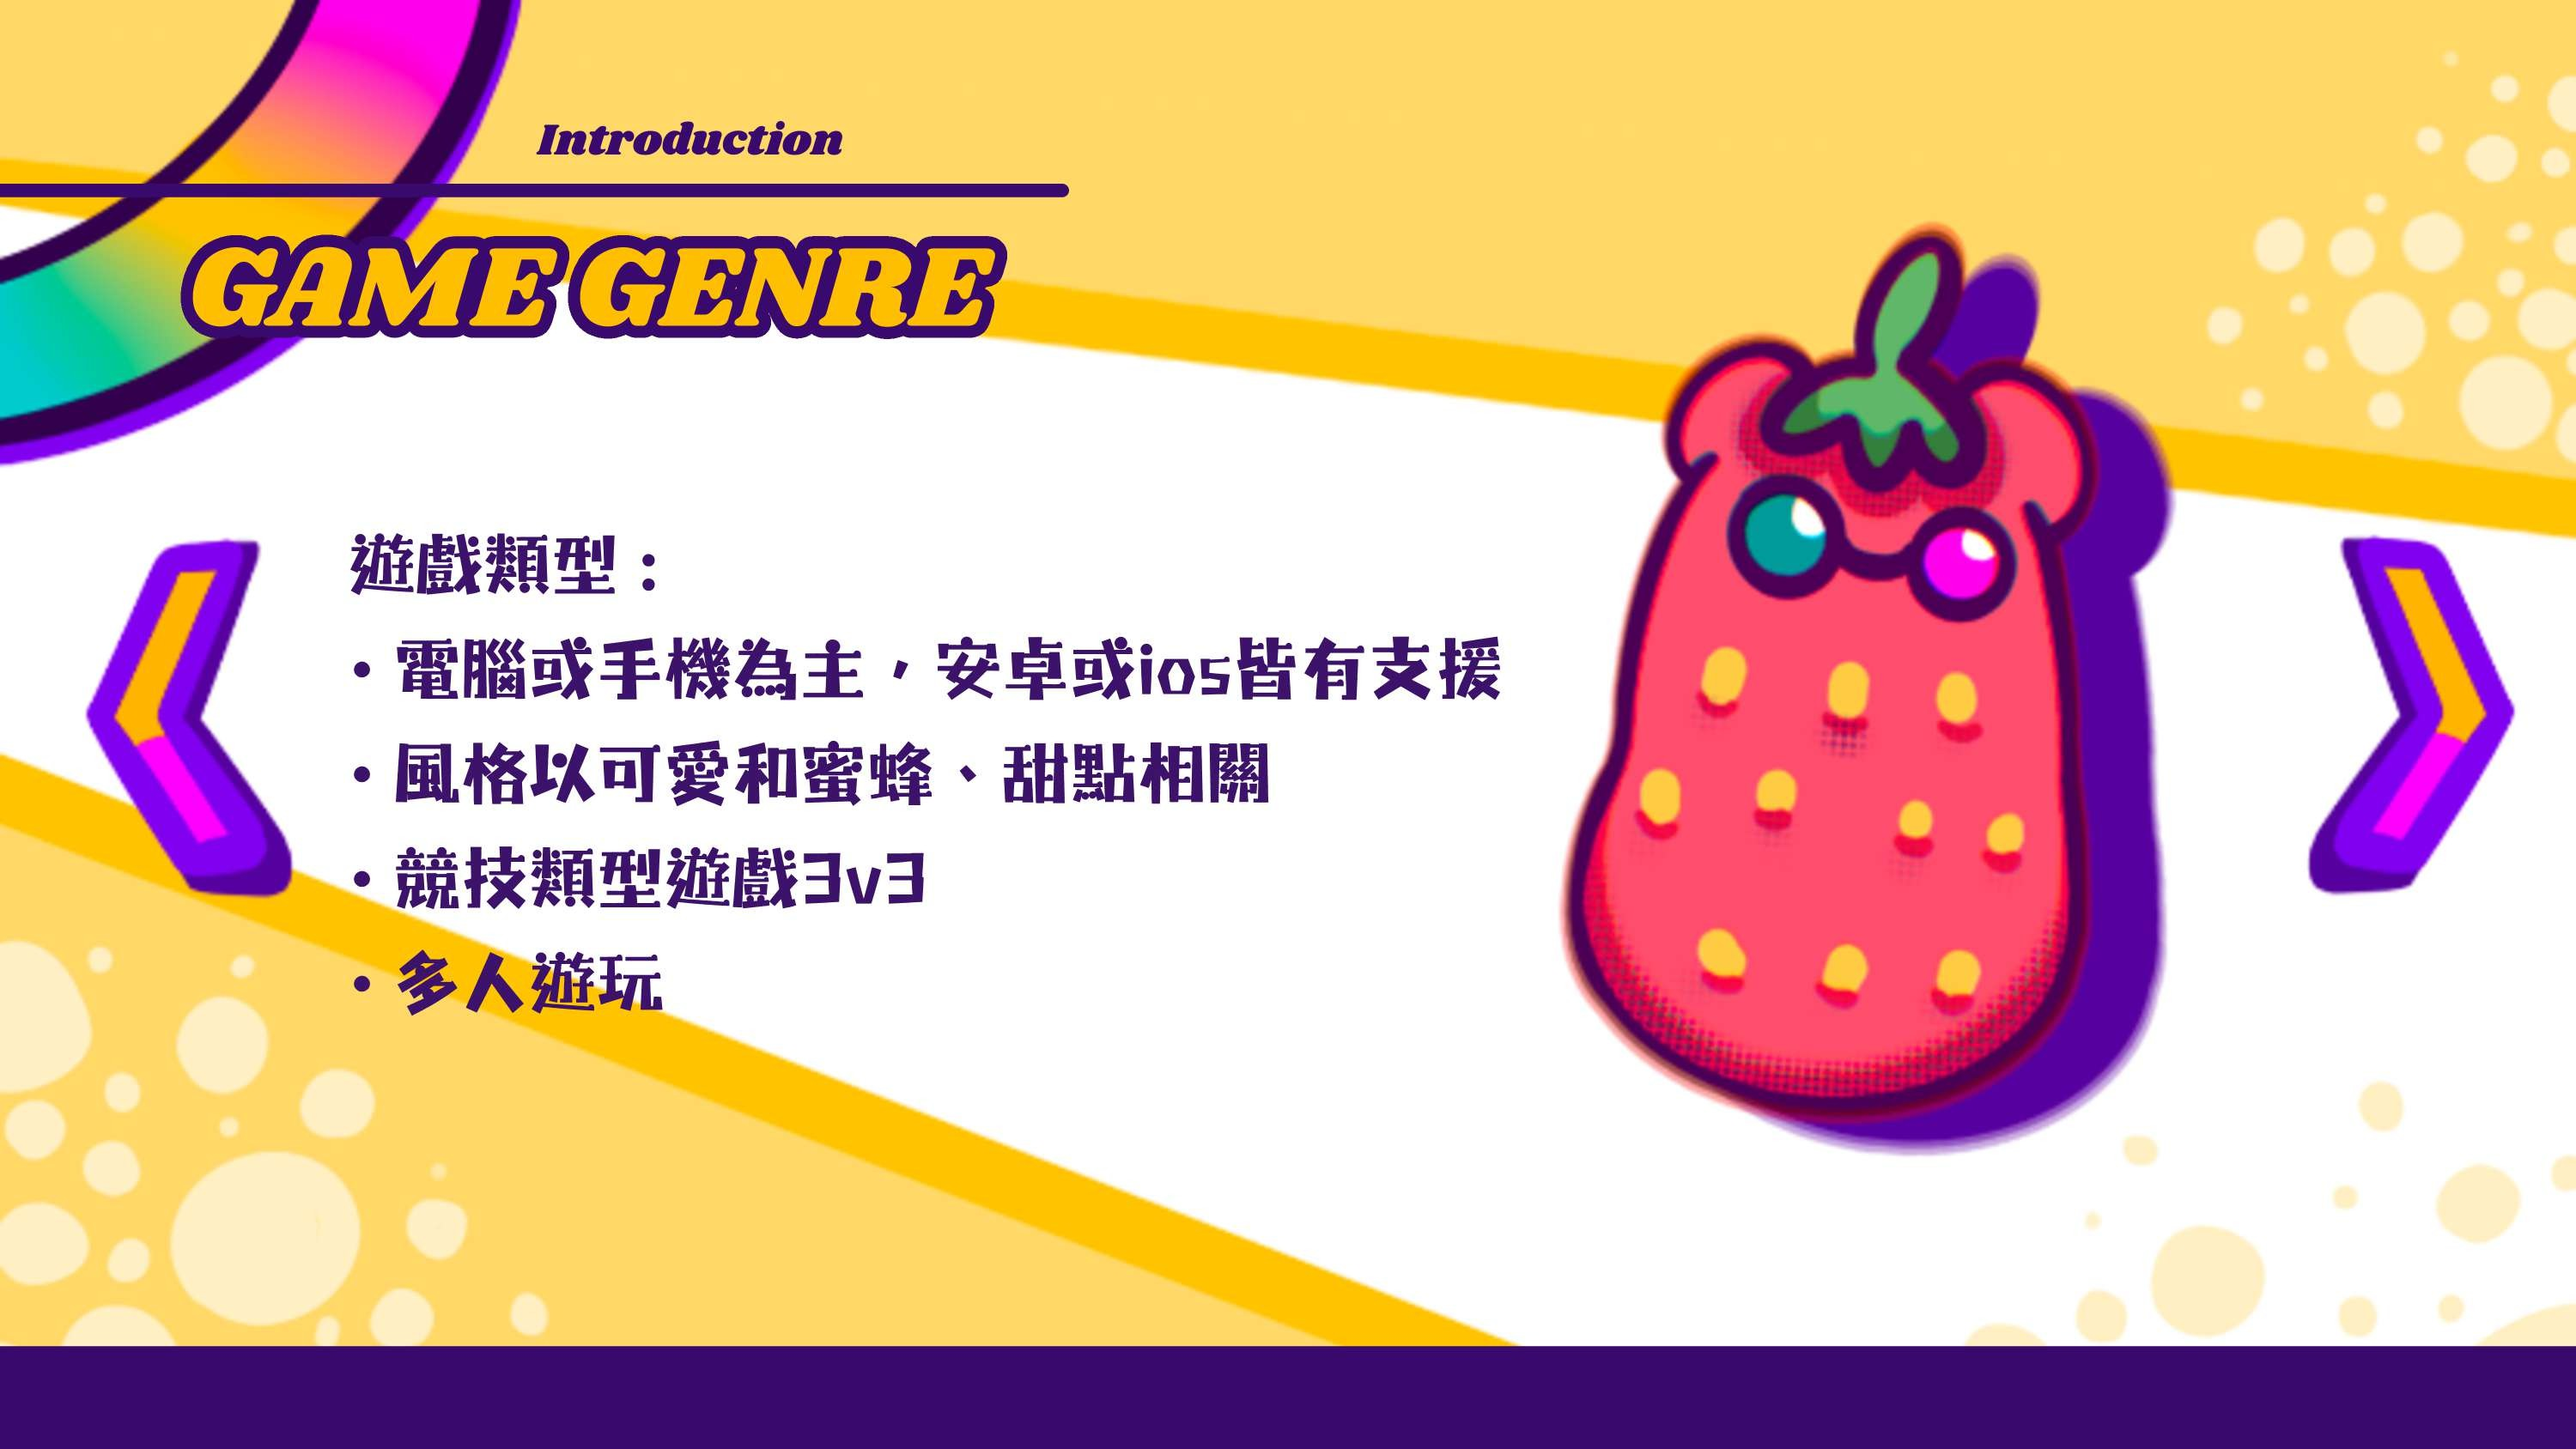 Introduction
GAME GENRE
遊戲類型：
• 電腦或手機為主，安卓或ios皆有支援
• 風格以可愛和蜜蜂、甜點相關
• 競技類型遊戲3v3
• 多人遊玩